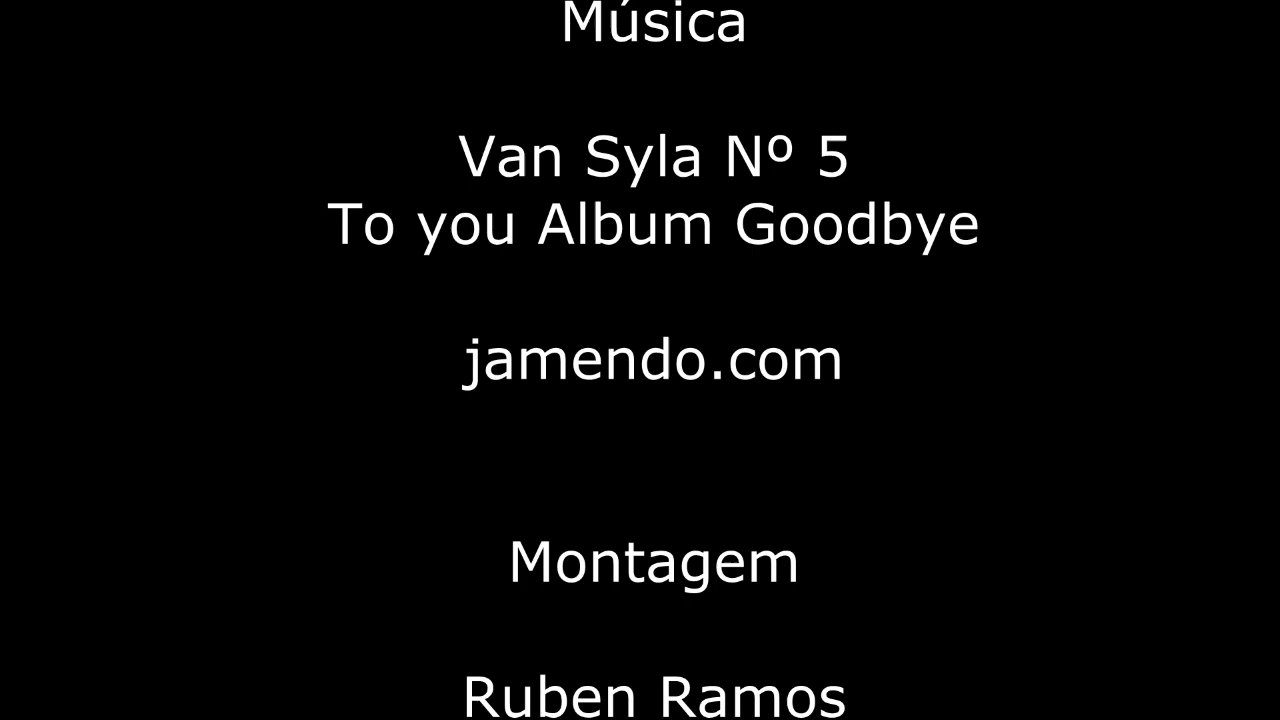 Música
Van Syla Nº 5
To you Album Goodbye
jamendo.com
Montagem
Ruben Ramos